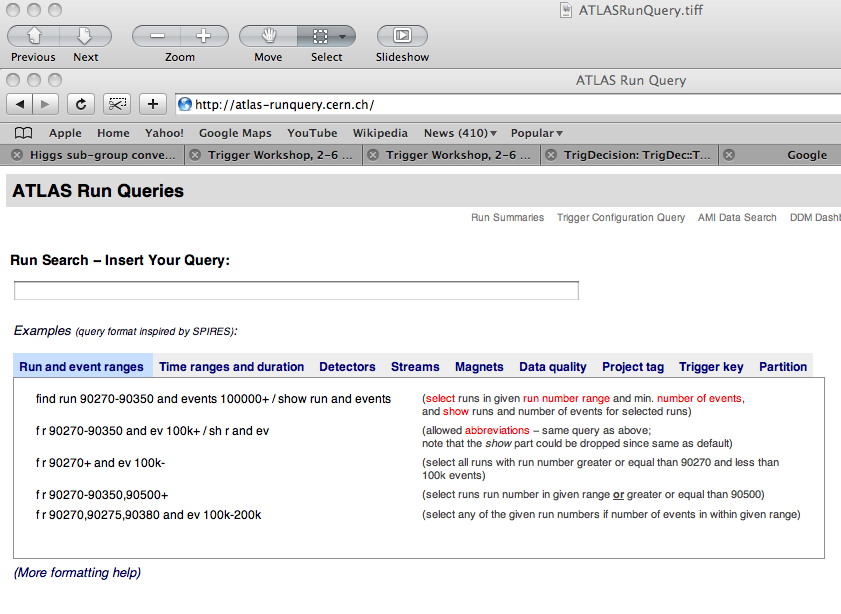 ATLASRunQuery.tiff
Previous Next Zoom Move Select Slideshow
ATLAS Run Query
http://atlas-runquery.cern.ch/
Apple Home Yahoo! Google Maps YouTube Wikipedia News (410)▾ Popular▾
Higgs sub-group conve... Trigger Workshop, 2-6 ... Trigger Workshop, 2-6 ... TrigDecision: TrigDec::T... Google
ATLAS Run Queries
Run Summaries Trigger Configuration Query AMI Data Search DDM Dashb
Run Search – Insert Your Query:
Examples (query format inspired by SPIRES):
Run and event ranges Time ranges and duration Detectors Streams Magnets Data quality Project tag Trigger key Partition
find run 90270-90350 and events 100000+ / show run and events (select runs in given run number range and min. number of events,
and show runs and number of events for selected runs)
f r 90270-90350 and ev 100k+ / sh r and ev (allowed abbreviations – same query as above;
note that the show part could be dropped since same as default)
f r 90270+ and ev 100k- (select all runs with run number greater or equal than 90270 and less than
100k events)
f r 90270-90350,90500+ (select runs run number in given range or greater or equal than 90500)
f r 90270,90275,90380 and ev 100k-200k (select any of the given run numbers if number of events in within given range)
(More formatting help)